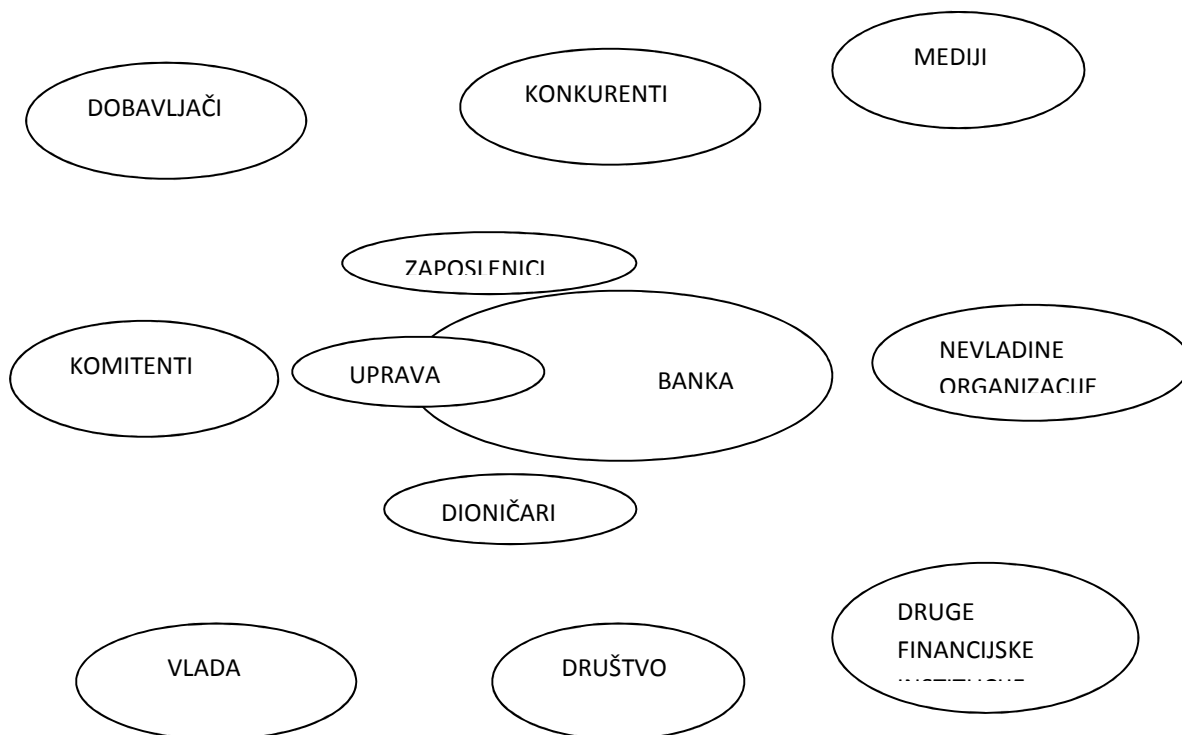 MEDIJI
DOBAVLJAČI
KONKURENTI
ZAPOSLENICI
KOMITENTI
UPRAVA
BANKA
NEVLADINE
ORGANIZACIJE
DIONIČARI
VLADA
DRUŠTVO
DRUGE
FINANCIJSKE